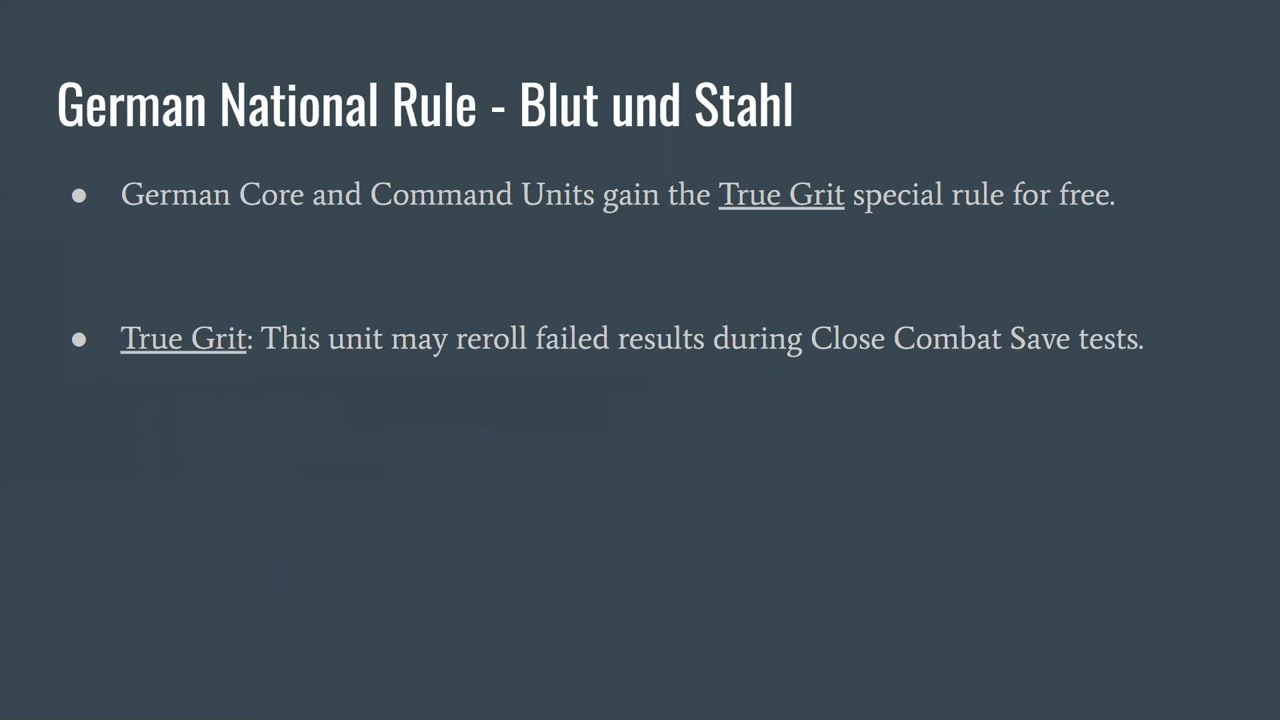 German National Rule - Blut und Stahl
● German Core and Command Units gain the True Grit special rule for free.
● True Grit: This unit may reroll failed results during Close Combat Save tests.